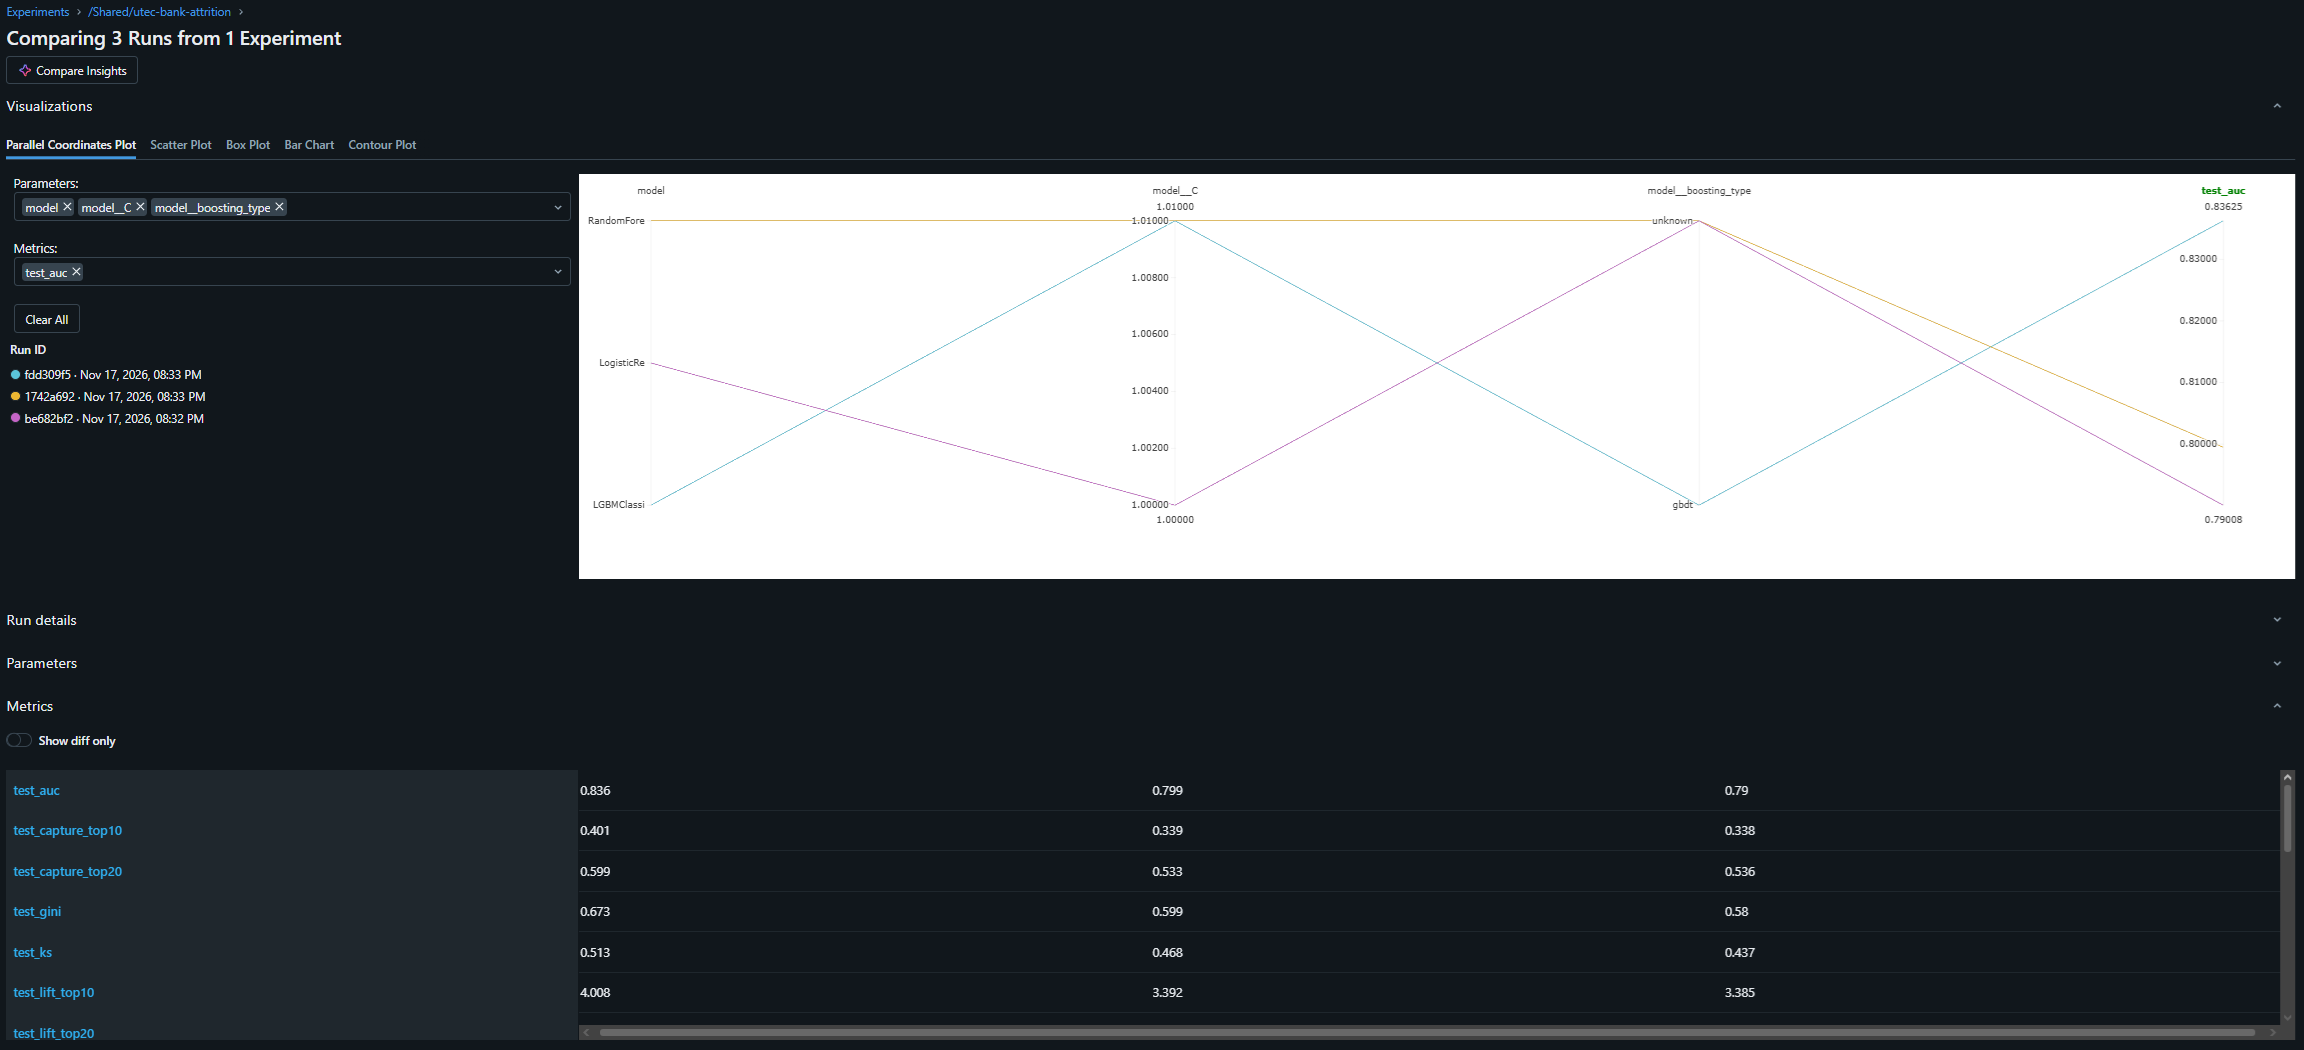 Experiments › /Shared/utec-bank-attrition ›
Comparing 3 Runs from 1 Experiment
Compare Insights
Visualizations
Parallel Coordinates Plot Scatter Plot Box Plot Bar Chart Contour Plot
Parameters:
model × model__C × model__boosting_type ×
Metrics:
test_auc ×
Clear All
Run ID
fdd309f5 · Nov 17, 2026, 08:33 PM
1742a692 · Nov 17, 2026, 08:33 PM
be682bf2 · Nov 17, 2026, 08:32 PM
model
RandomFore
LogisticRe
LGBMClassi
model__C
1.01000
1.01000
1.00800
1.00600
1.00400
1.00200
1.00000
1.00000
model__boosting_type
unknown
gbdt
test_auc
0.83625
0.83000
0.82000
0.81000
0.80000
0.79008
Run details
Parameters
Metrics
Show diff only
test_auc 0.836 0.799 0.79
test_capture_top10 0.401 0.339 0.338
test_capture_top20 0.599 0.533 0.536
test_gini 0.673 0.599 0.58
test_ks 0.513 0.468 0.437
test_lift_top10 4.008 3.392 3.385
test_lift_top20